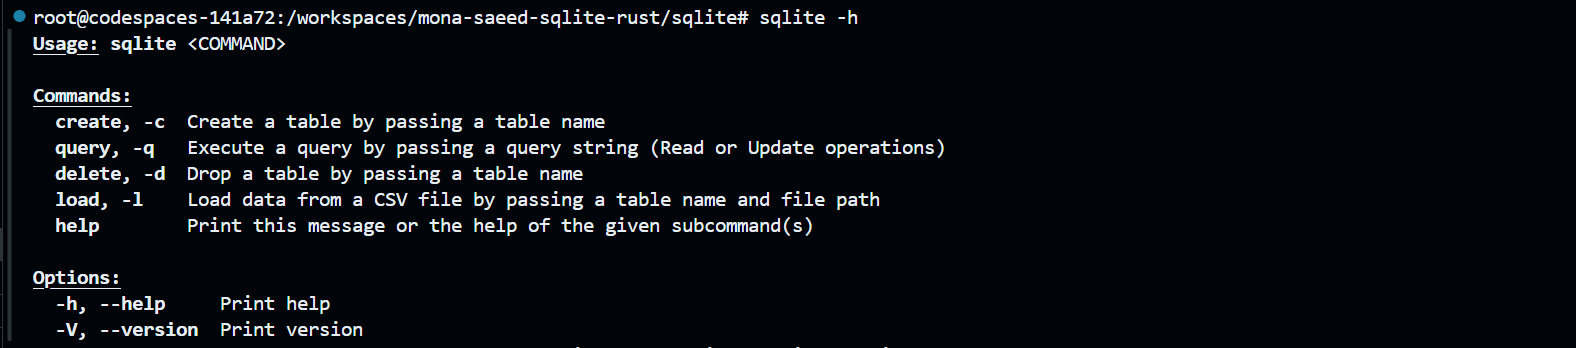 root@codespaces-141a72:/workspaces/mona-saeed-sqlite-rust/sqlite# sqlite -h
Usage: sqlite <COMMAND>
Commands:
create, -c  Create a table by passing a table name
query, -q   Execute a query by passing a query string (Read or Update operations)
delete, -d  Drop a table by passing a table name
load, -l    Load data from a CSV file by passing a table name and file path
help        Print this message or the help of the given subcommand(s)
Options:
-h, --help     Print help
-V, --version  Print version